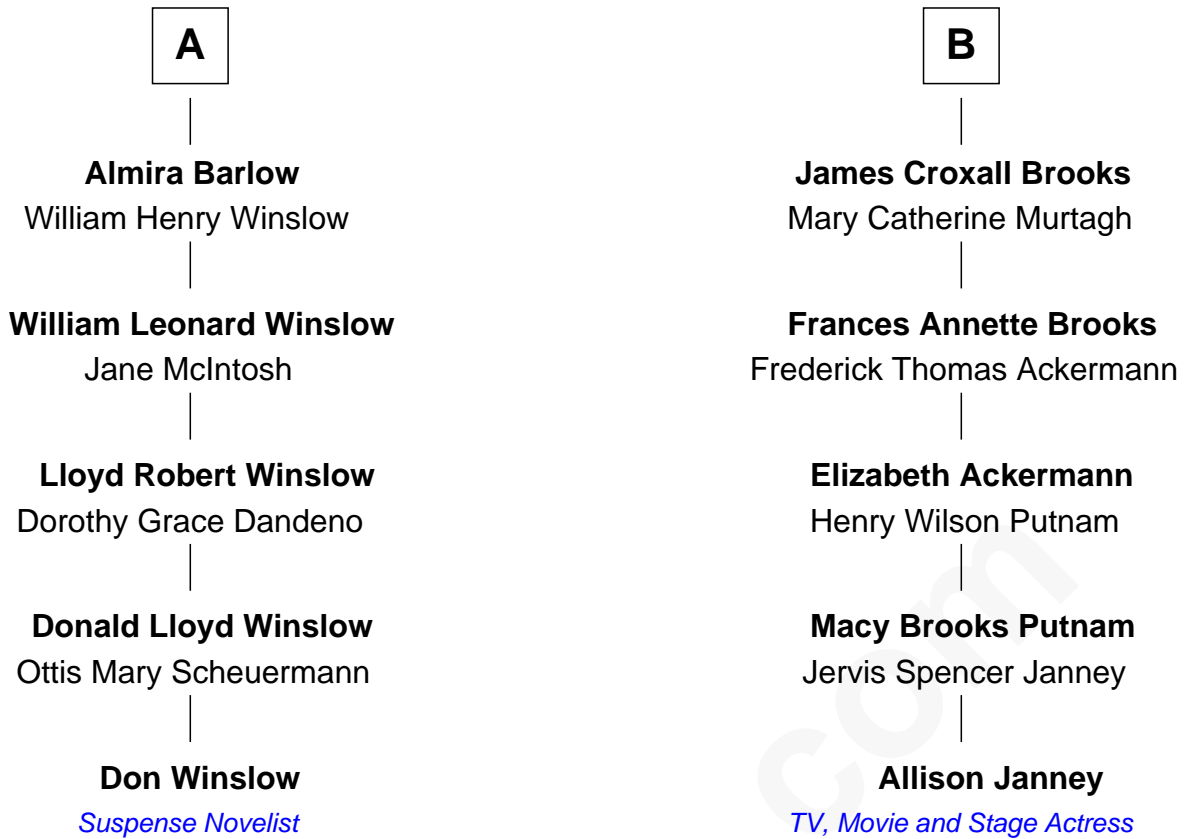 A
Almira Barlow
William Henry Winslow
William Leonard Winslow
Jane McIntosh
Lloyd Robert Winslow
Dorothy Grace Dandeno
Donald Lloyd Winslow
Ottis Mary Scheuermann
Don Winslow
Suspense Novelist
B
James Croxall Brooks
Mary Catherine Murtagh
Frances Annette Brooks
Frederick Thomas Ackermann
Elizabeth Ackermann
Henry Wilson Putnam
Macy Brooks Putnam
Jervis Spencer Janney
Allison Janney
TV, Movie and Stage Actress
com